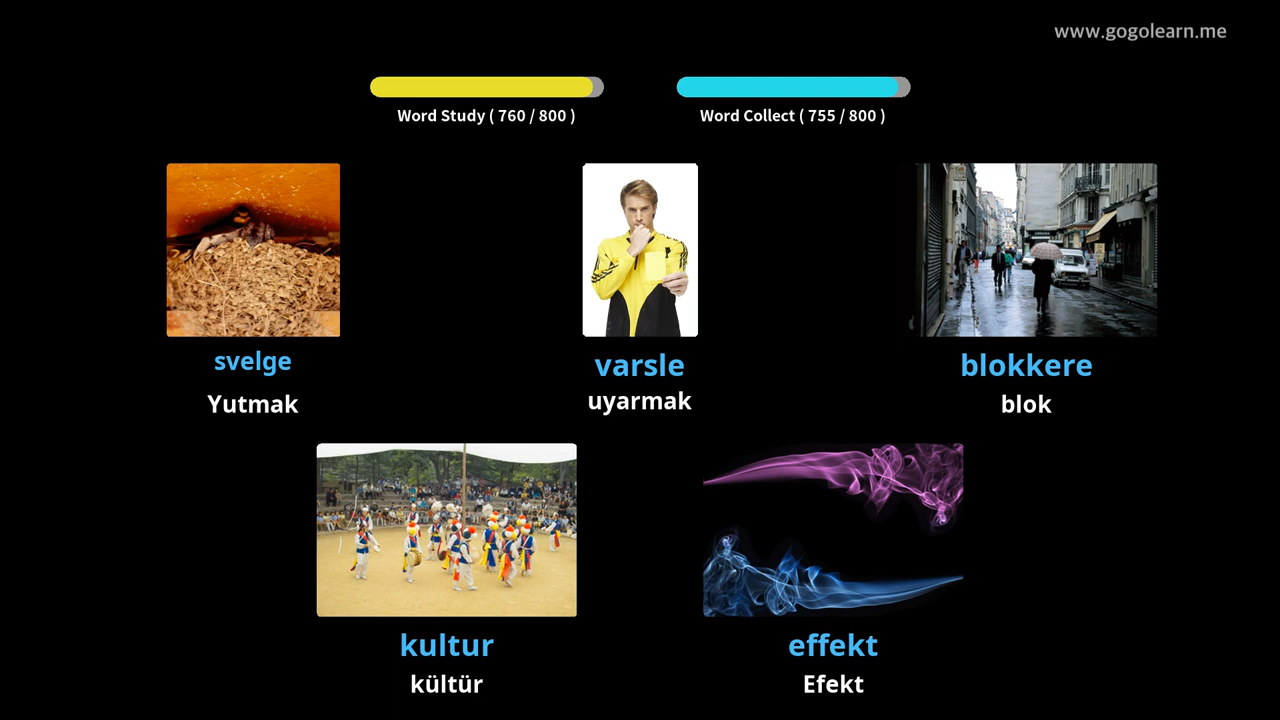 www.gogolearn.me
Word Study ( 760 / 800 )
Word Collect ( 755 / 800 )
svelge
Yutmak
varsle
uyarmak
blokkere
blok
kultur
kültür
effekt
Efekt